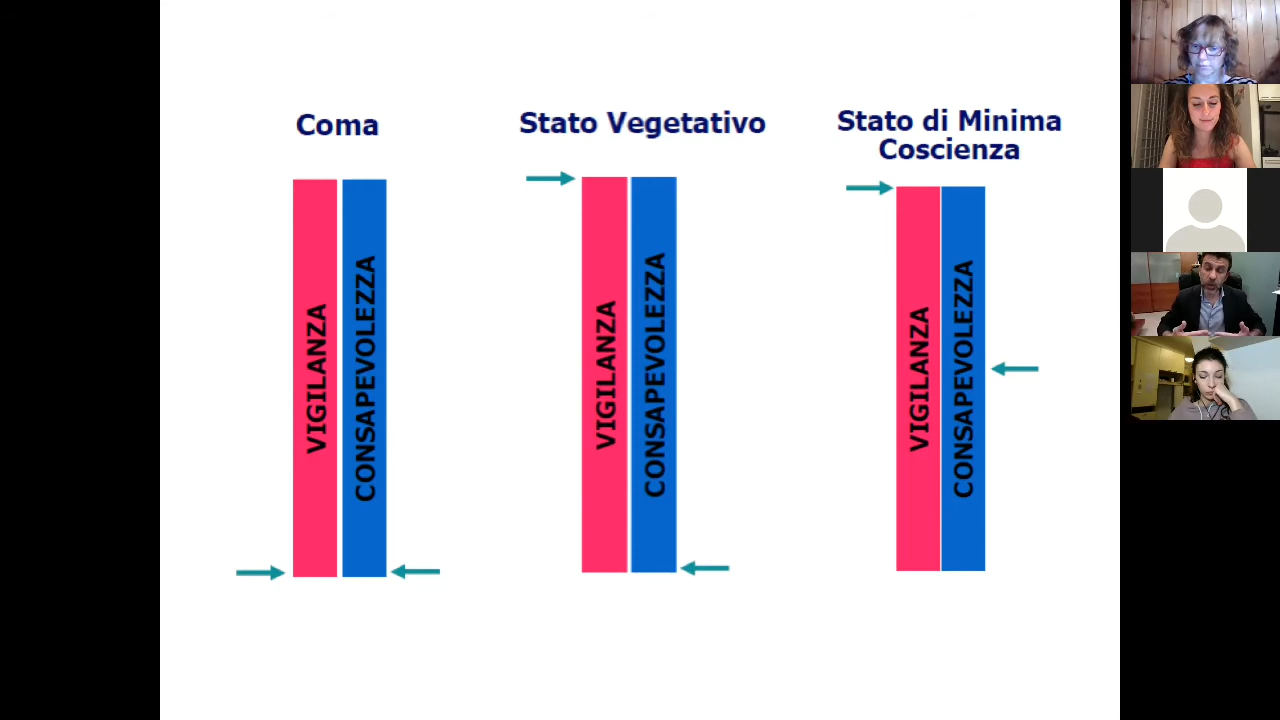 Coma
VIGILANZA
CONSAPEVOLEZZA
Stato Vegetativo
VIGILANZA
CONSAPEVOLEZZA
Stato di Minima
Coscienza
VIGILANZA
CONSAPEVOLEZZA